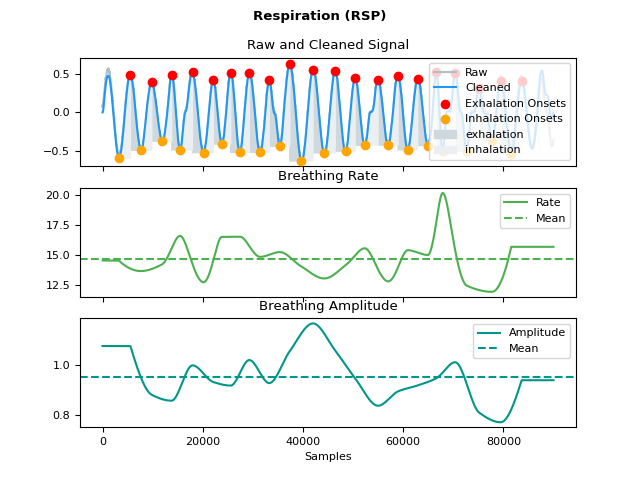 Respiration (RSP)
Raw and Cleaned Signal
0.5
0.0
−0.5
Raw
Cleaned
Exhalation Onsets
Inhalation Onsets
exhalation
inhalation
Breathing Rate
20.0
17.5
15.0
12.5
Rate
Mean
Breathing Amplitude
1.0
0.8
Amplitude
Mean
0 20000 40000 60000 80000
Samples